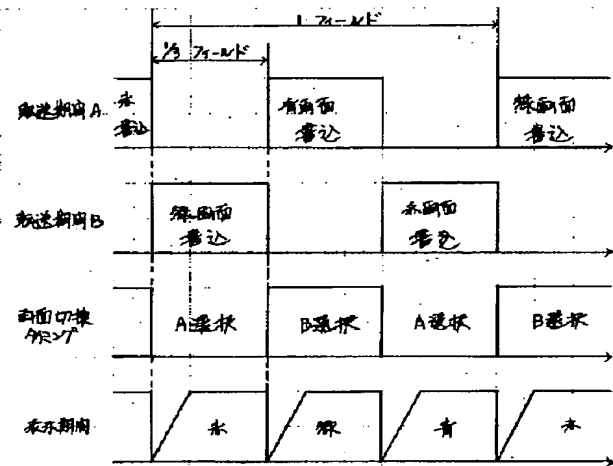 1 フィールド
1/3 フィールド
転送期間A
赤
書込
青画面
書込
緑画面
書込
転送期間B
緑画面
書込
赤画面
書込
画面切換
タイミング
A選択
B選択
A選択
B選択
表示期間
赤
緑
青
赤